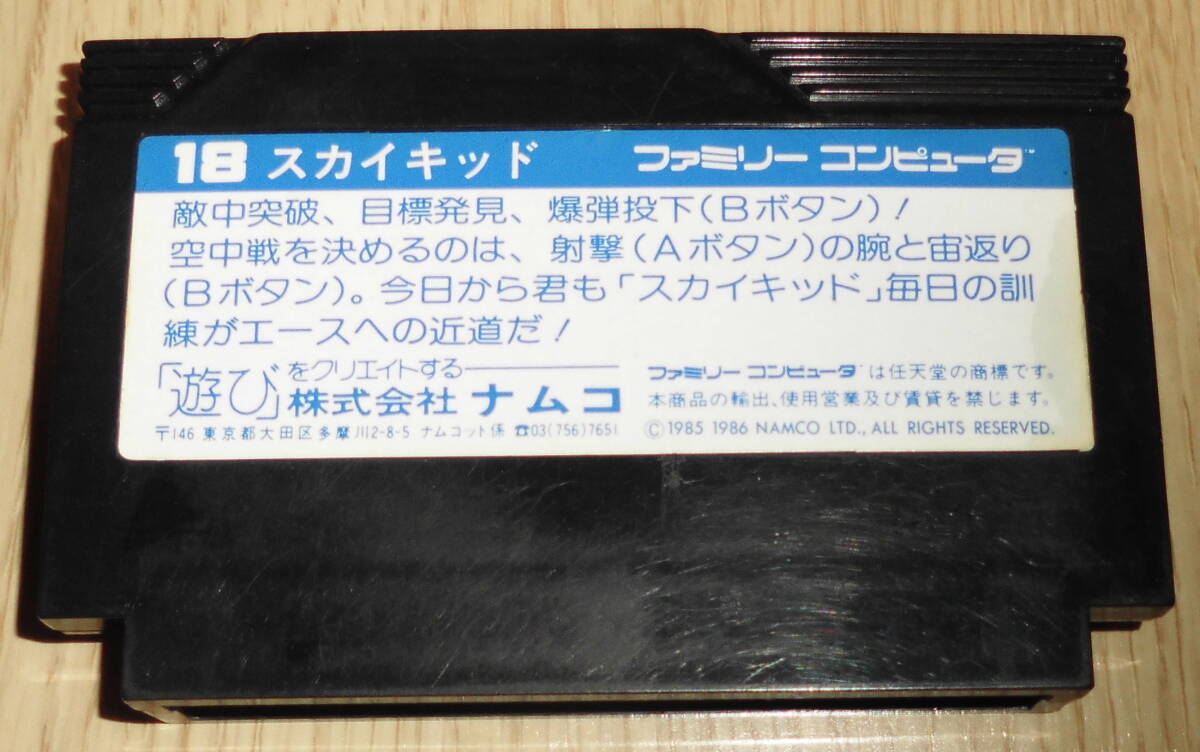 18 スカイキッド ファミリー コンピュータ™
敵中突破、目標発見、爆弾投下(Bボタン)!
空中戦を決めるのは、射撃(Aボタン)の腕と宙返り
(Bボタン)。今日から君も「スカイキッド」毎日の訓
練がエースへの近道だ!
「遊び」をクリエイトする
株式会社 ナムコ
〒146 東京都大田区多摩川2-8-5 ナムコット係 ☎03(756)7651
ファミリー コンピュータ™は任天堂の商標です。
本商品の輸出、使用営業及び賃貸を禁じます。
©1985 1986 NAMCO LTD., ALL RIGHTS RESERVED.